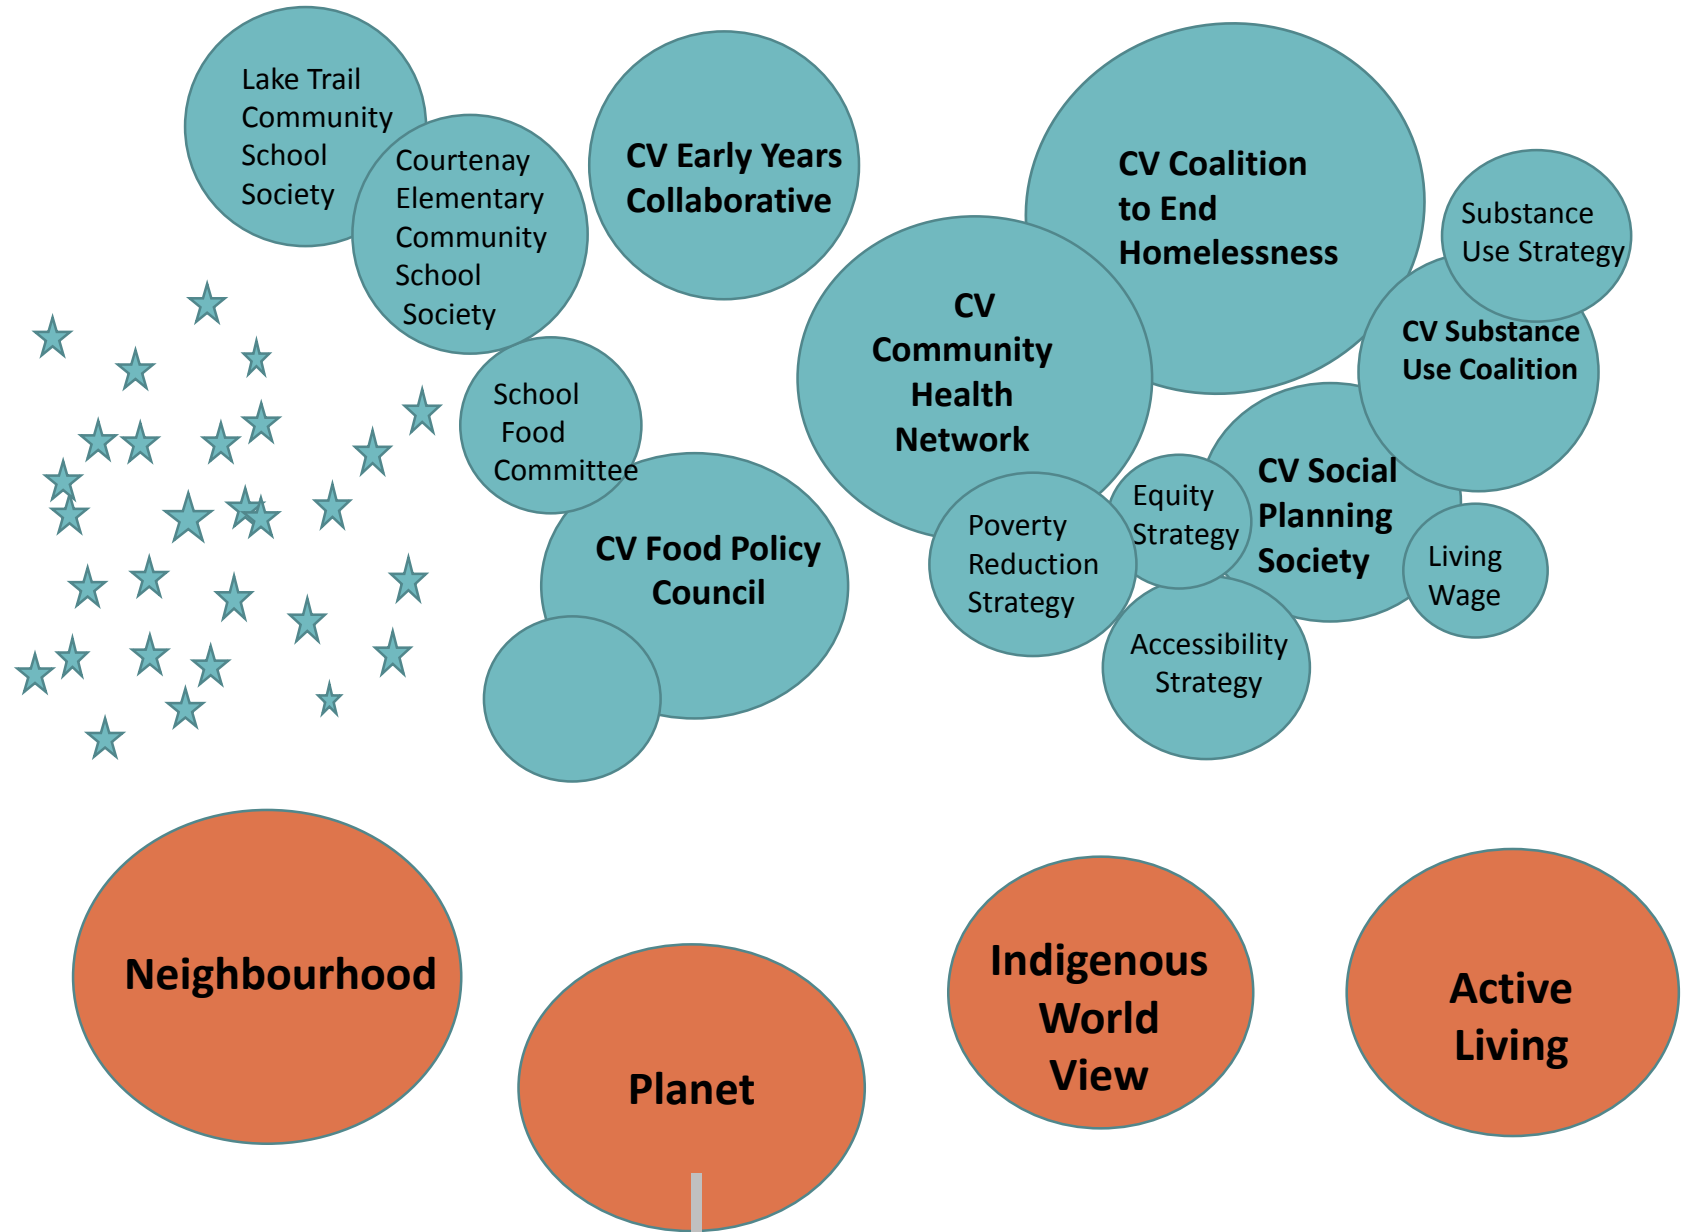 Lake Trail
Community
School
Society
Courtenay
Elementary
Community
School
Society
CV Early Years
Collaborative
CV Coalition
to End
Homelessness
Substance
Use Strategy
CV Substance
Use Coalition
CV
Community
Health
Network
School
Food
Committee
CV Food Policy
Council
Poverty
Reduction
Strategy
Equity
Strategy
CV Social
Planning
Society
Living
Wage
Accessibility
Strategy
Neighbourhood
Planet
Indigenous
World
View
Active
Living